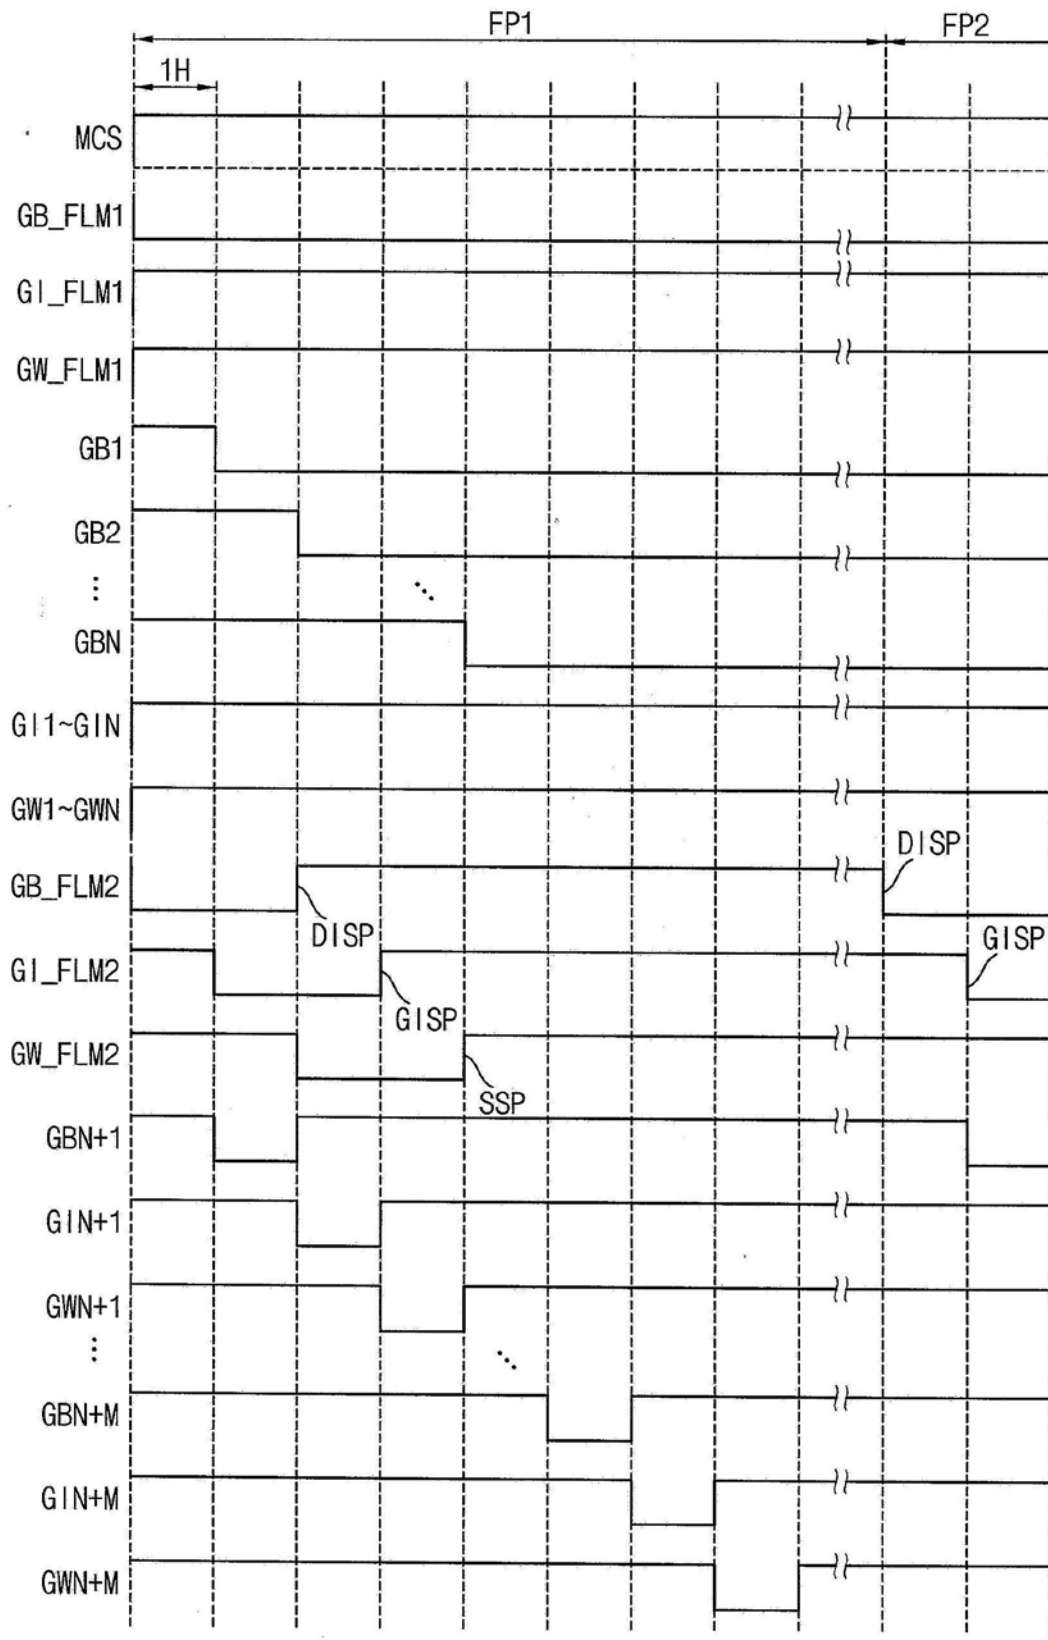 FP1 FP2
1H
MCS
GB_FLM1
GI_FLM1
GW_FLM1
GB1
GB2
⋮ ⋱
GBN
GI1~GIN
GW1~GWN
DISP
GB_FLM2
DISP
GISP
GI_FLM2
GISP
GW_FLM2
SSP
GBN+1
GIN+1
GWN+1
⋮ ⋱
GBN+M
GIN+M
GWN+M